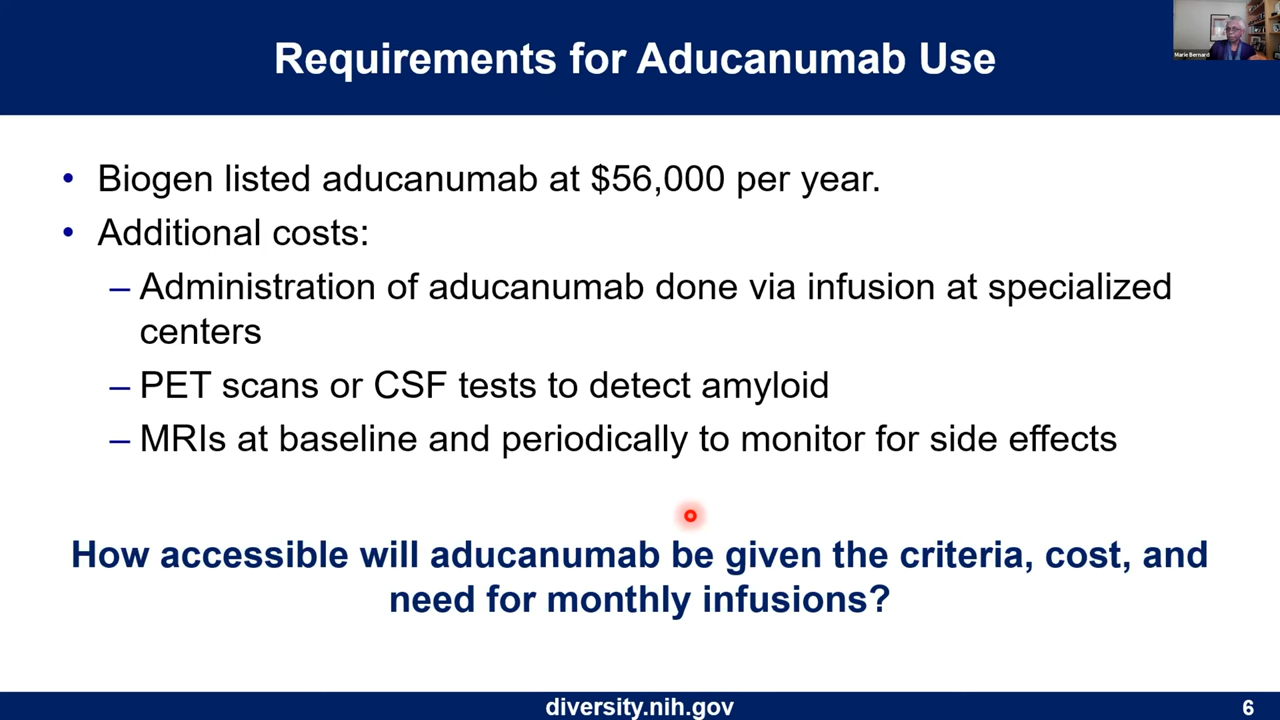 Requirements for Aducanumab Use
Marie Bernard
• Biogen listed aducanumab at $56,000 per year.
• Additional costs:
– Administration of aducanumab done via infusion at specialized
centers
– PET scans or CSF tests to detect amyloid
– MRIs at baseline and periodically to monitor for side effects
How accessible will aducanumab be given the criteria, cost, and
need for monthly infusions?
diversity.nih.gov
6